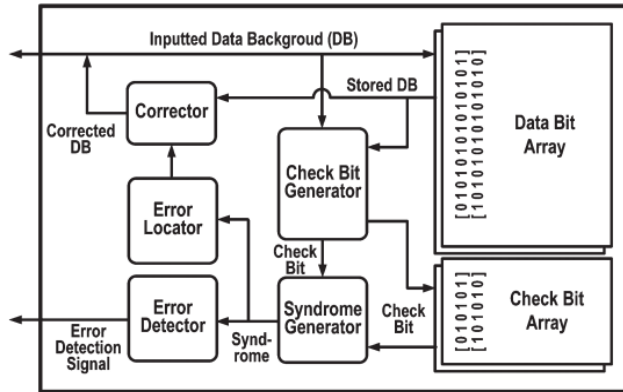 Inputted Data Backgroud (DB)
Stored DB
Corrector
Corrected
DB
Check Bit
Generator
Data Bit
Array
[0101010101010101]
[1010101010101010]
Error
Locator
Check
Bit
Error
Detector
Syndrome
Generator
Check
Bit
Check Bit
Array
[010101]
[101010]
Error
Detection
Signal
Synd-
rome